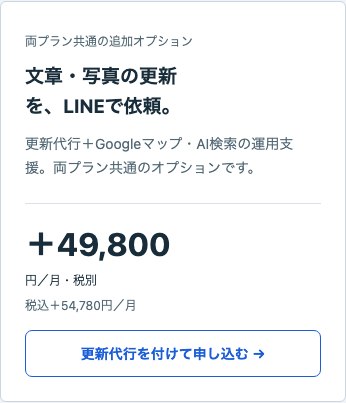 両プラン共通の追加オプション
文章・写真の更新
を、LINEで依頼。
更新代行＋Googleマップ・AI検索の運用支
援。両プラン共通のオプションです。
＋49,800
円／月・税別
税込＋54,780円／月
更新代行を付けて申し込む →